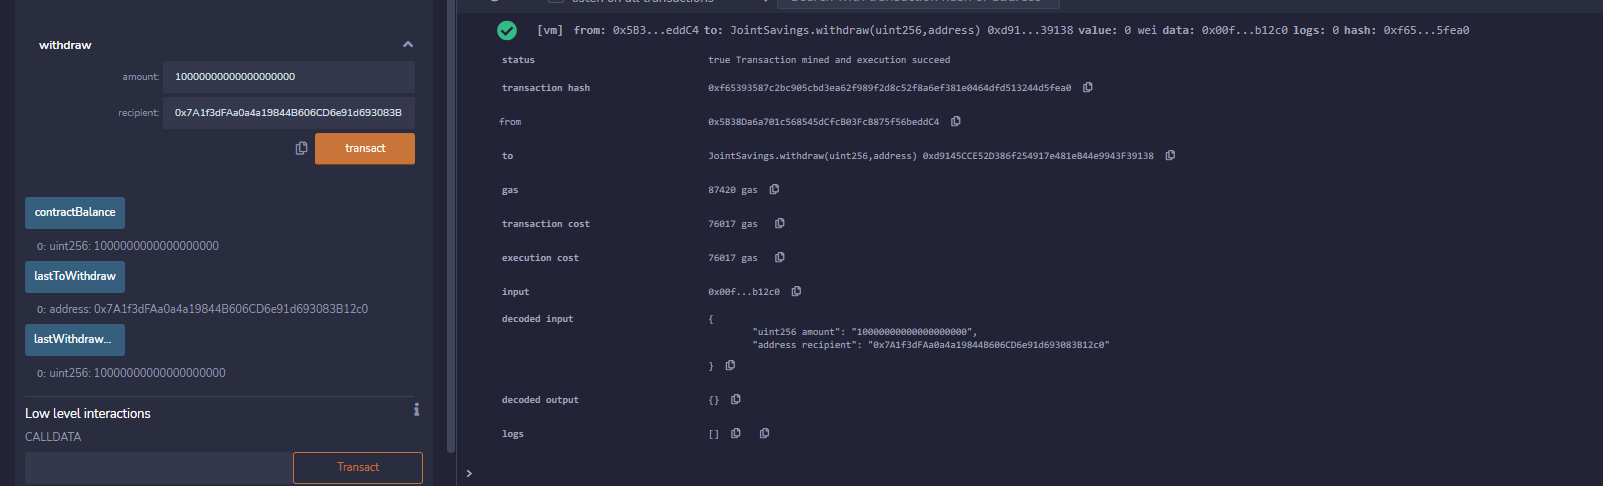 listen on all transactions
withdraw
amount: 10000000000000000000
recipient: 0x7A1f3dFAa0a4a19844B606CD6e91d693083B
transact
contractBalance
0: uint256: 1000000000000000000
lastToWithdraw
0: address: 0x7A1f3dFAa0a4a19844B606CD6e91d693083B12c0
lastWithdraw...
0: uint256: 10000000000000000000
Low level interactions
i
CALLDATA
Transact
[vm] from: 0x5B3...eddC4 to: JointSavings.withdraw(uint256,address) 0xd91...39138 value: 0 wei data: 0x00f...b12c0 logs: 0 hash: 0xf65...5fea0
status true Transaction mined and execution succeed
transaction hash 0xf65393587c2bc905cbd3ea62f989f2d8c52f8a6ef381e0464dfd513244d5fea0
from 0x5B38Da6a701c568545dCfcB03FcB875f56beddC4
to JointSavings.withdraw(uint256,address) 0xd9145CCE52D386f254917e481eB44e9943F39138
gas 87420 gas
transaction cost 76017 gas
execution cost 76017 gas
input 0x00f...b12c0
decoded input {
"uint256 amount": "10000000000000000000",
"address recipient": "0x7A1f3dFAa0a4a19844B606CD6e91d693083B12c0"
}
decoded output {}
logs []
>